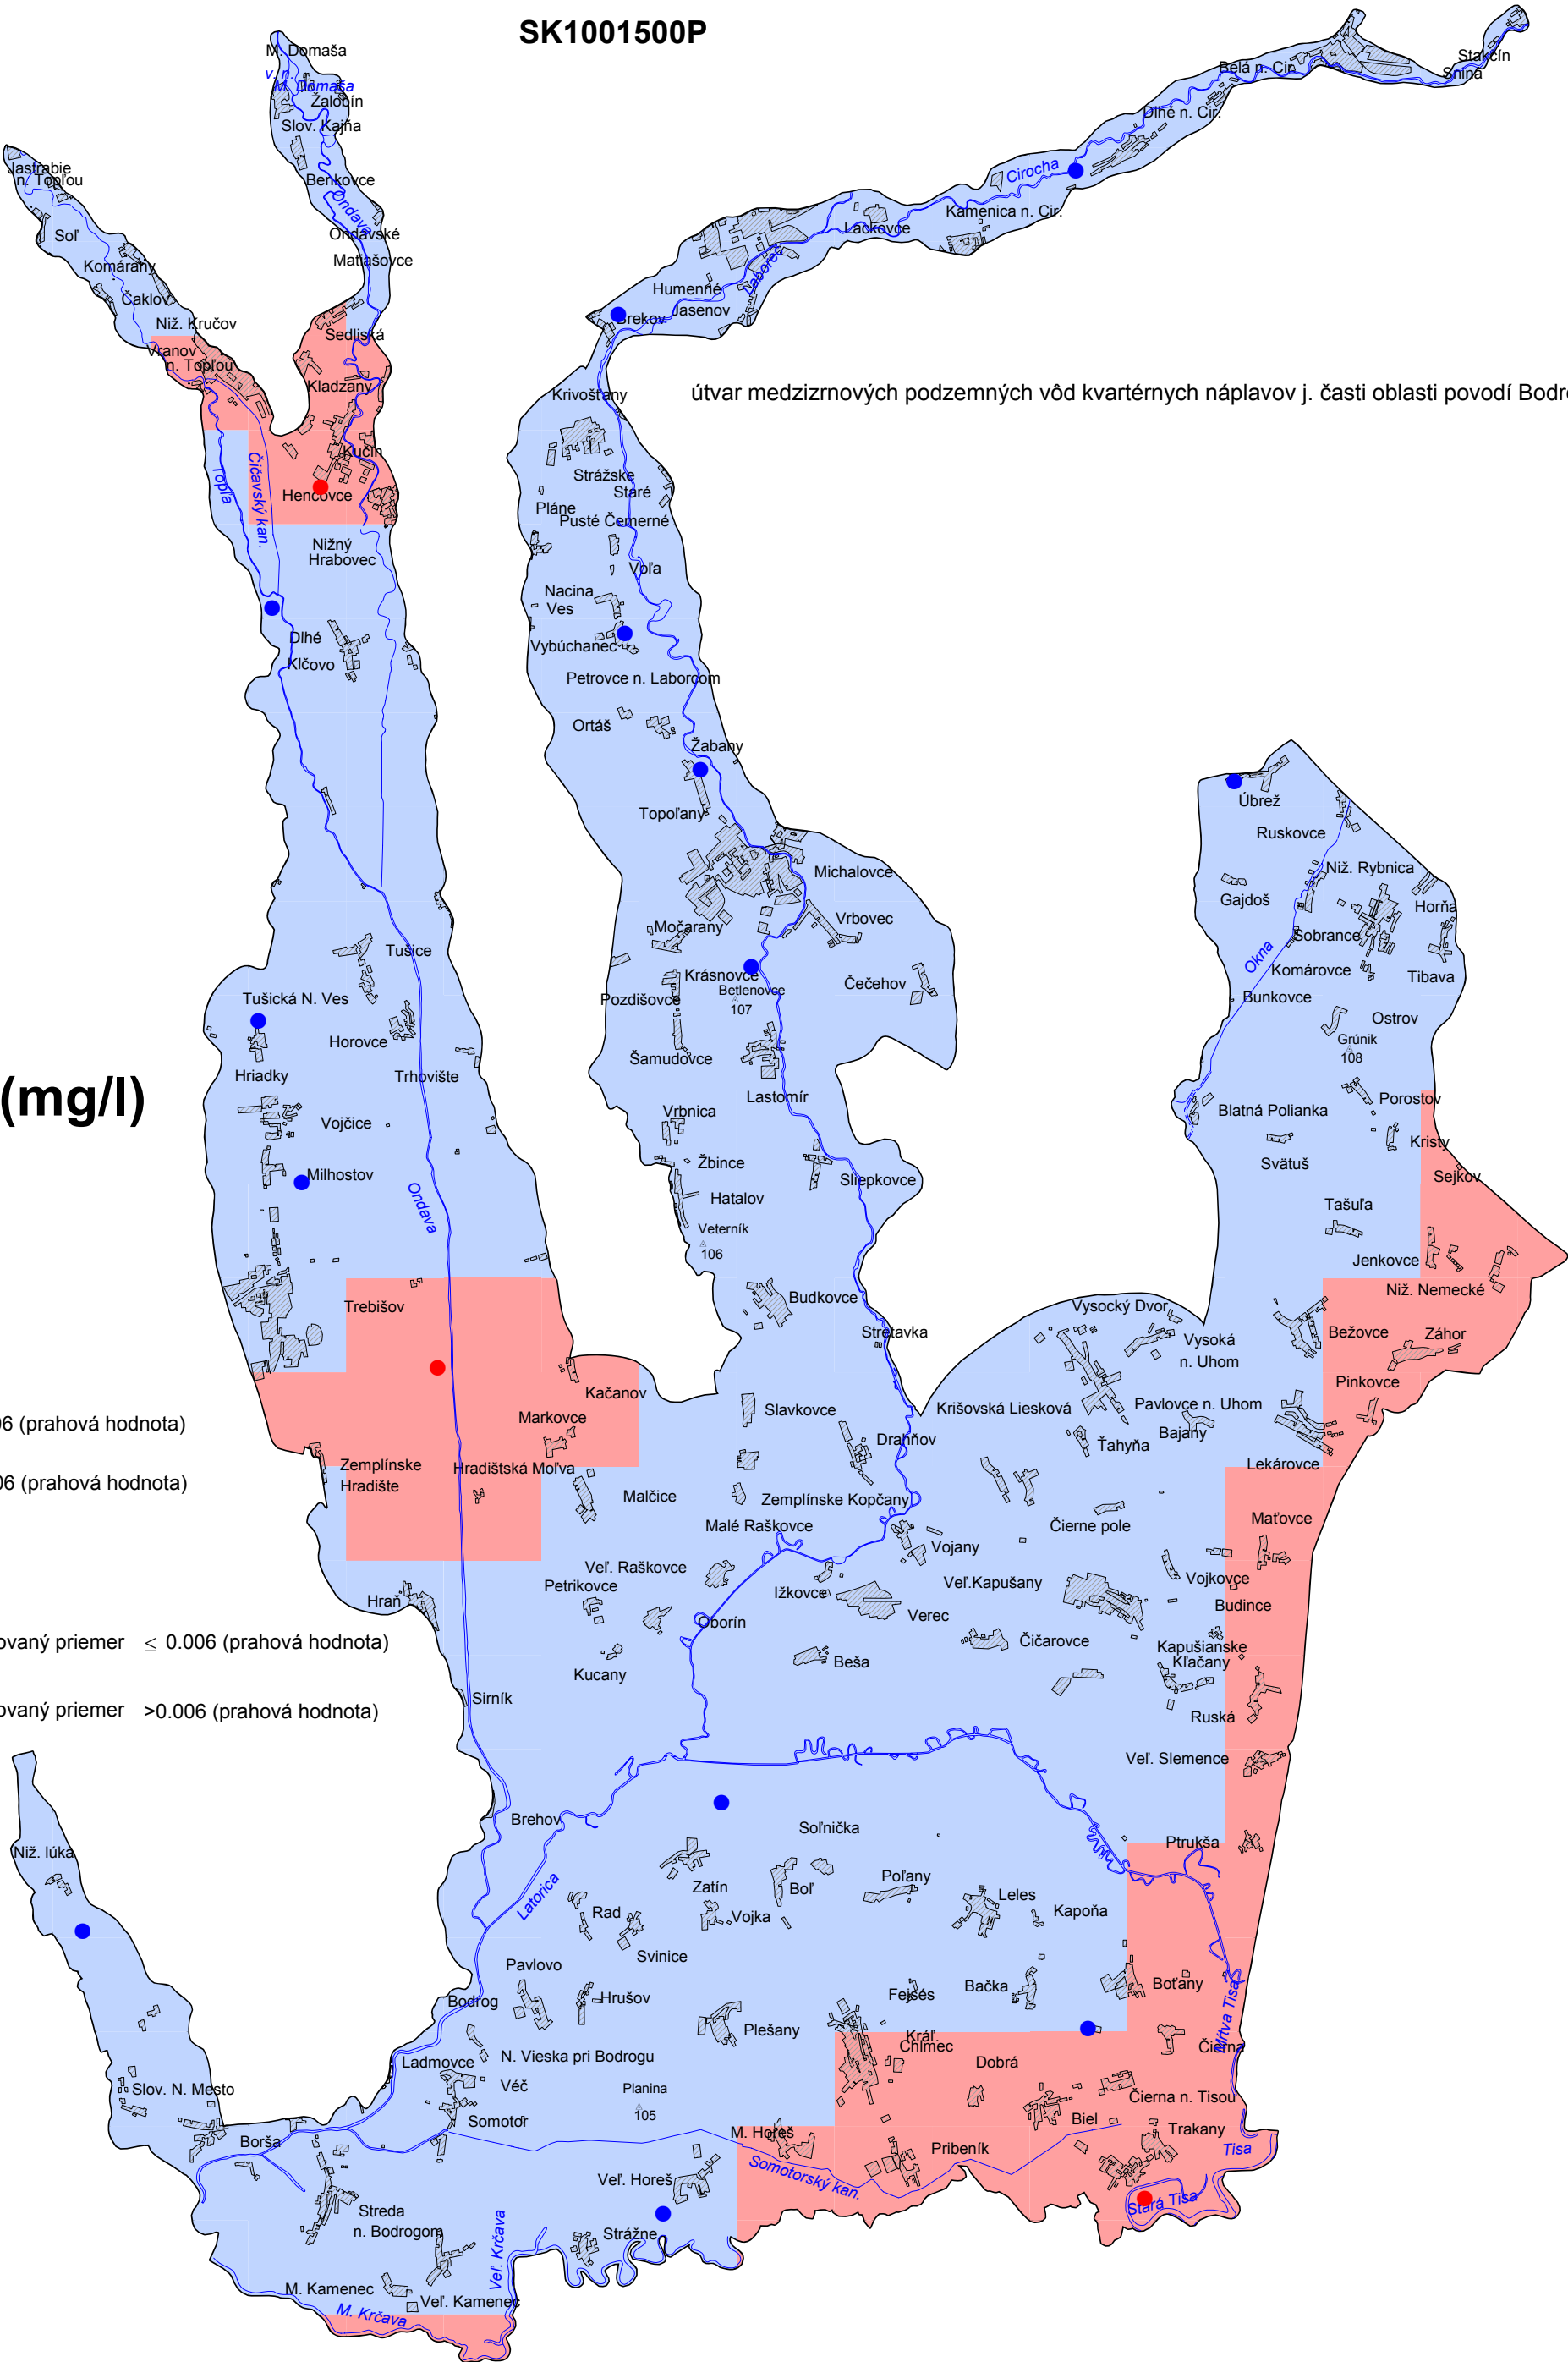 SK1001500P
M. Domaša
v. n.
M. Domaša
Žalobín
Slov. Kajňa
Benkovce
Ondava
Ondavské
Matiašovce
Jastrabie
n. Topľou
Soľ
Komárany
Čaklov
Niž. Kručov
Vranov
n. Topľou
Sedliská
Kladzany
Kučín
Hencovce
Topľa
Čičavský kan.
Nižný
Hrabovec
Dlhé
Klčovo
Stakčín
Snina
Belá n. Cir.
Dlhé n. Cir.
Cirocha
Kamenica n. Cir.
Lackovce
Laborec
Humenné
Jasenov
Brekov
útvar medzizrnových podzemných vôd kvartérnych náplavov j. časti oblasti povodí Bodro
Krivošťany
Strážske
Staré
Pláne
Pusté Čemerné
Voľa
Nacina
Ves
Vybúchanec
Petrovce n. Laborcom
Ortáš
Žabany
Topoľany
Michalovce
Vrbovec
Močarany
Krásnovce
Betlenovce
107
Čečehov
Pozdišovce
Šamudovce
Lastomír
Vrbnica
Žbince
Sliepkovce
Hatalov
Veterník
106
Budkovce
Stretavka
Úbrež
Ruskovce
Niž. Rybnica
Gajdoš
Horňa
Sobrance
Okna
Komárovce
Tibava
Bunkovce
Ostrov
Grúnik
108
Blatná Polianka
Porostov
Kristy
Svätuš
Sejkov
Tašuľa
Jenkovce
Niž. Nemecké
Tušice
Tušická N. Ves
Horovce
Hriadky
Trhovište
(mg/l)
Vojčice
Milhostov
Ondava
Trebišov
Kačanov
Markovce
Zemplínske
Hradište
Hradištská Moľva
06 (prahová hodnota)
06 (prahová hodnota)
Vysocký Dvor
Vysoká
n. Uhom
Bežovce
Záhor
Pinkovce
Slavkovce
Krišovská Liesková
Pavlovce n. Uhom
Bajany
Drahňov
Ťahyňa
Lekárovce
Malčice
Zemplínske Kopčany
Malé Raškovce
Čierne pole
Maťovce
Vojany
Veľ. Raškovce
Petrikovce
Ižkovce
Veľ.Kapušany
Vojkovce
Budince
Hraň
Oborín
Verec
Čičarovce
Kapušianske
Kľačany
Beša
Kucany
Sirník
Ruská
ovaný priemer ≤ 0.006 (prahová hodnota)
ovaný priemer >0.006 (prahová hodnota)
Veľ. Slemence
Brehov
Soľnička
Ptrukša
Niž. lúka
Latorica
Zatín
Boľ
Poľany
Leles
Kapoňa
Rad
Vojka
Svinice
Pavlovo
Bodrog
Hrušov
Fejsés
Bačka
Boťany
Mŕtva Tisa
Plešany
Kráľ.
Chlmec
Dobrá
Čierna
N. Vieska pri Bodrogu
Ladmovce
Véč
Planina
105
Čierna n. Tisou
Slov. N. Mesto
Somotor
Biel
Trakany
Borša
M. Horeš
Pribeník
Tisa
Veľ. Horeš
Somotorský kan.
Stará Tisa
Streda
n. Bodrogom
Strážne
Veľ. Krčava
M. Kamenec
Veľ. Kamenec
M. Krčava